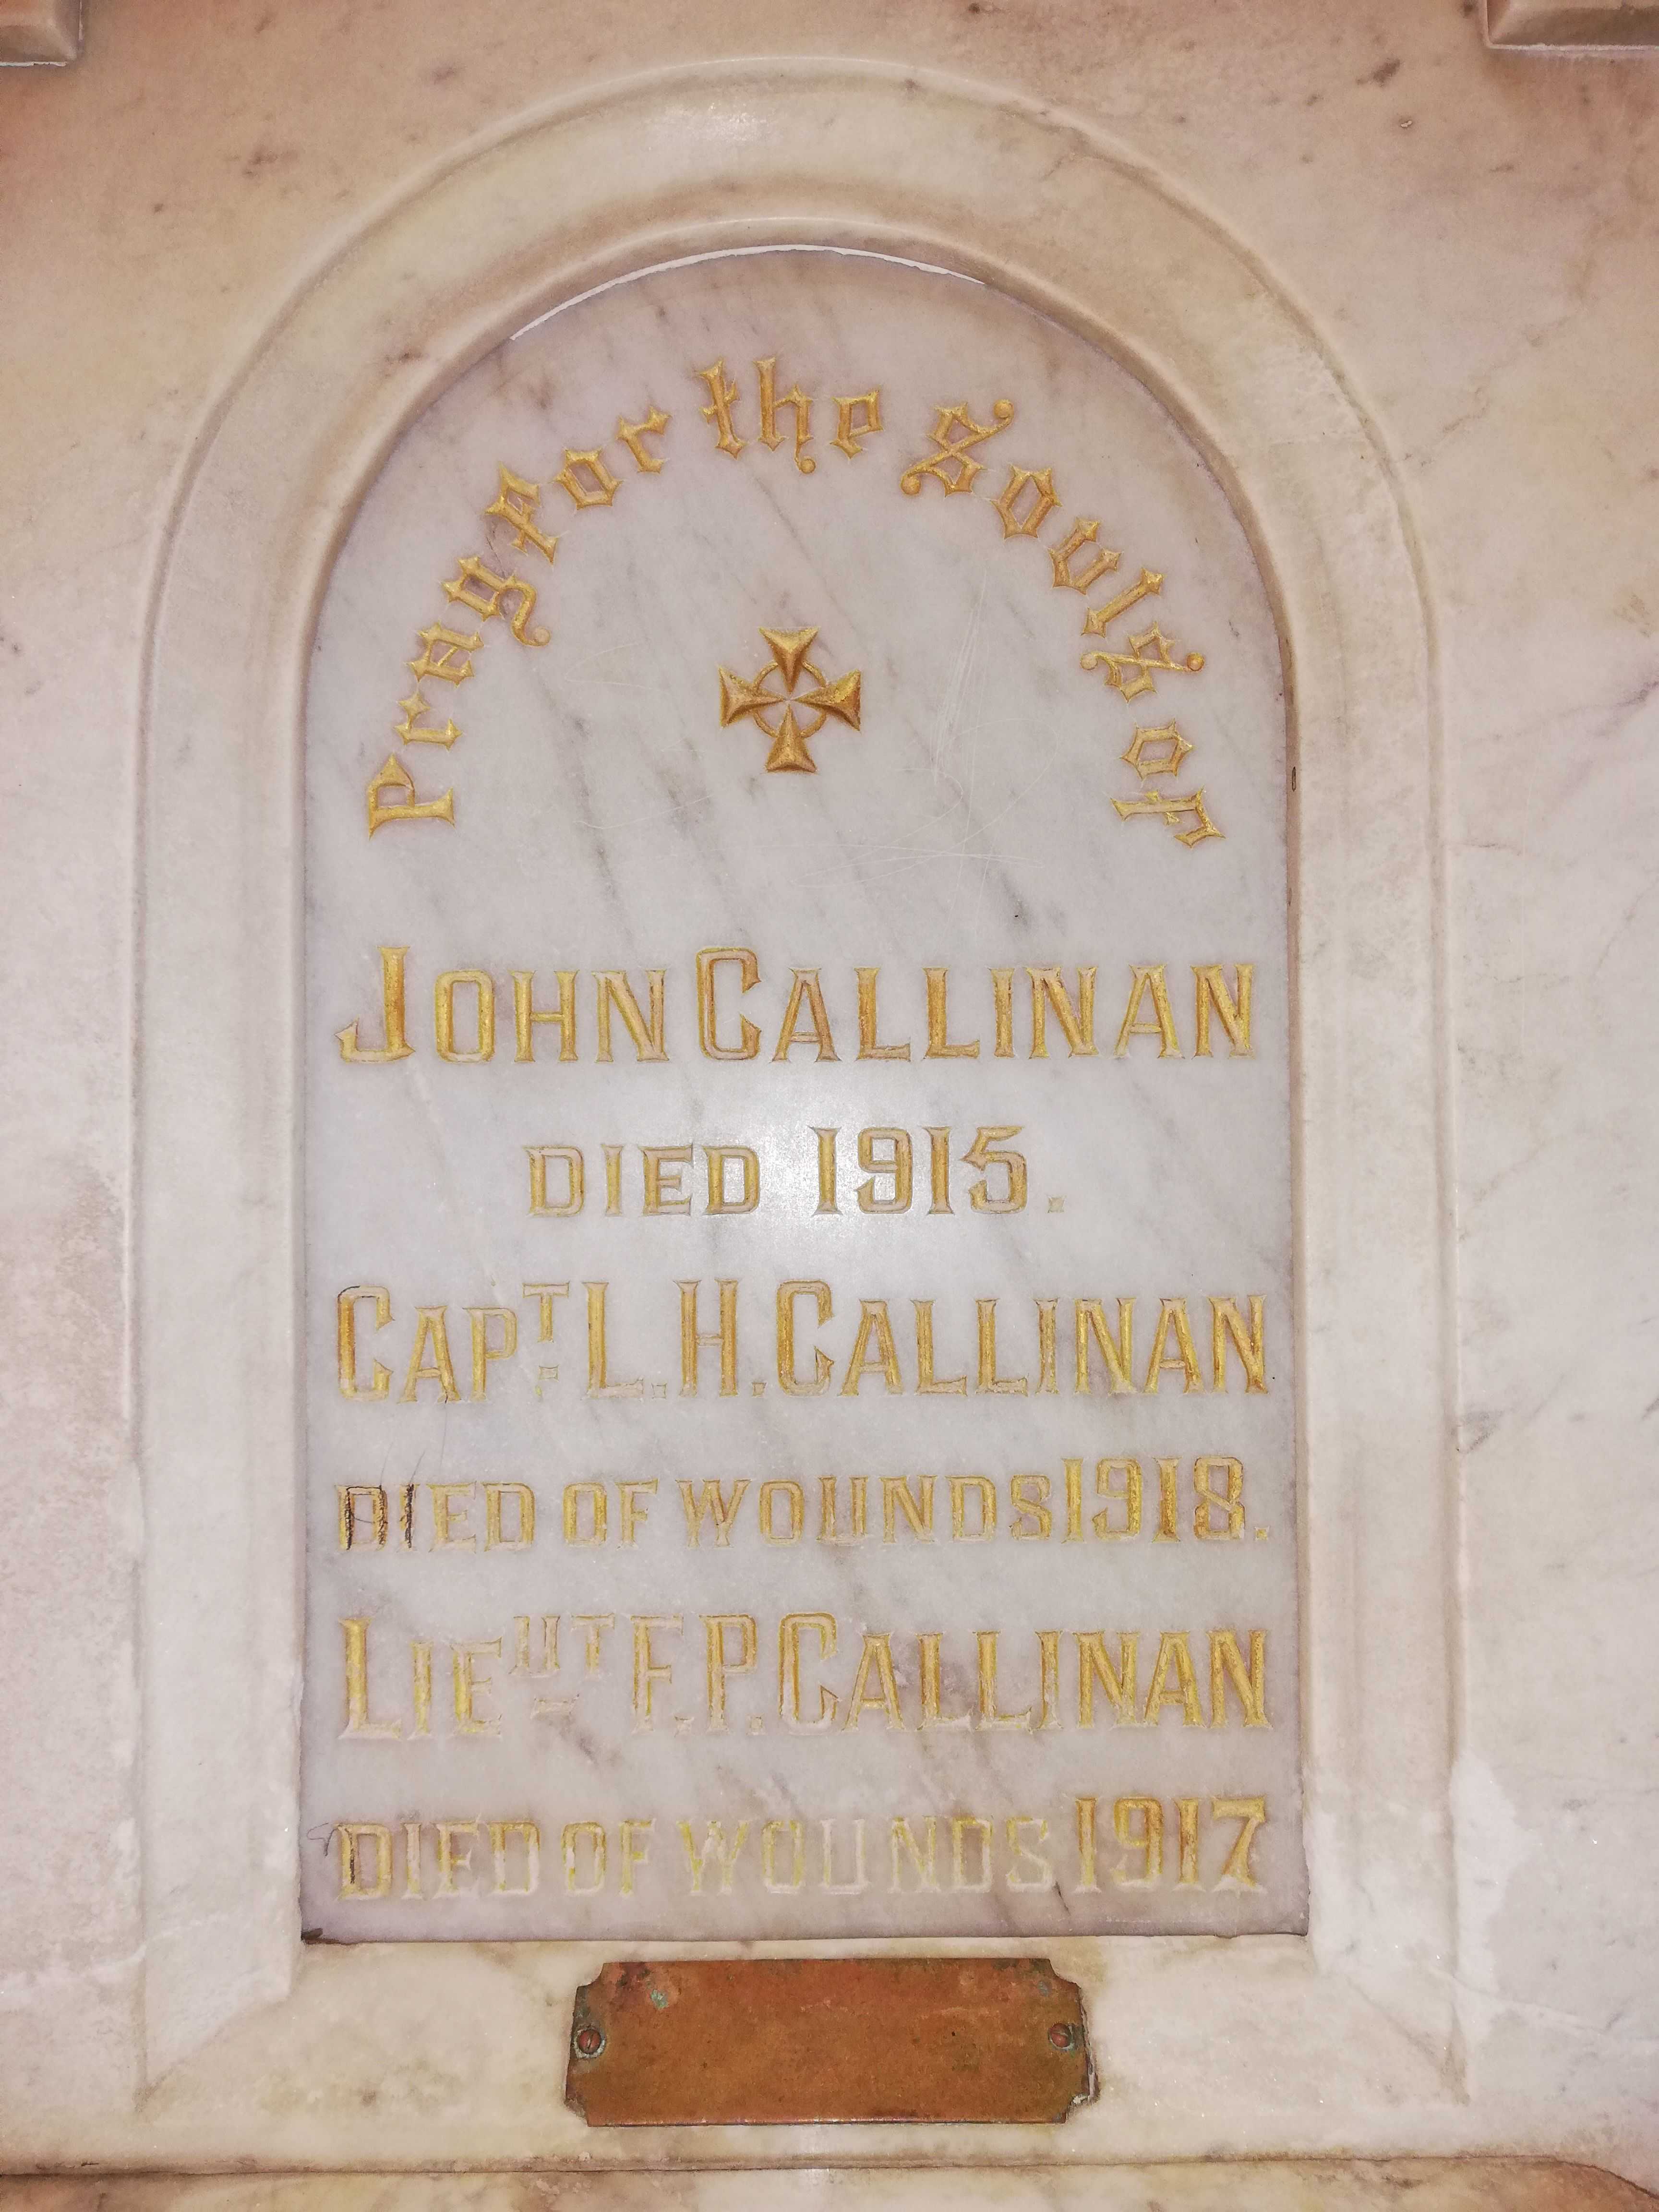 Pray for the Souls of
JOHN CALLINAN
DIED 1915.
CAPT. L.H.CALLINAN
DIED OF WOUNDS 1918.
LIEUT F.P.CALLINAN
DIED OF WOUNDS 1917